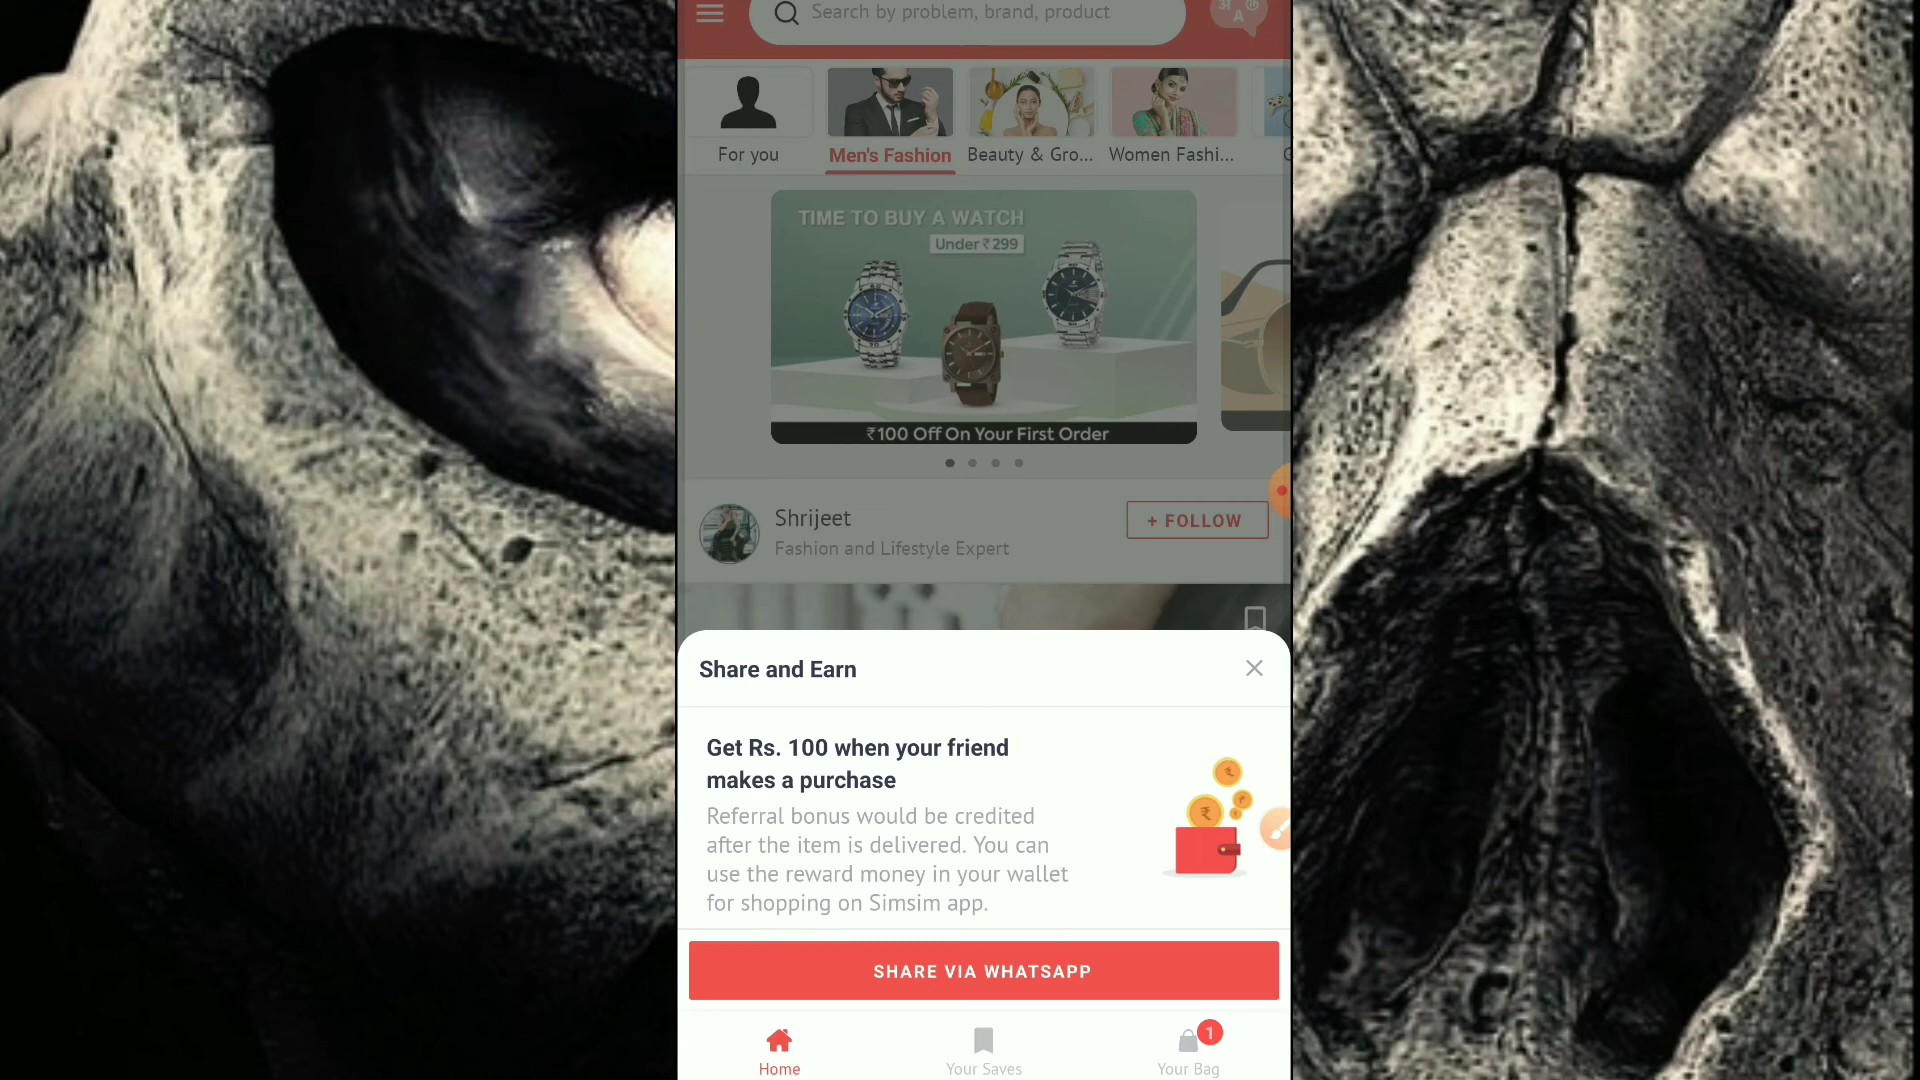 Search by problem, brand, product
For you
Men's Fashion
Beauty & Gro...
Women Fashi...
TIME TO BUY A WATCH
Under ₹299
₹100 Off On Your First Order
Shrijeet
+ FOLLOW
Fashion and Lifestyle Expert
Share and Earn
Get Rs. 100 when your friend
makes a purchase
Referral bonus would be credited
after the item is delivered. You can
use the reward money in your wallet
for shopping on Simsim app.
SHARE VIA WHATSAPP
1
Home
Your Saves
Your Bag